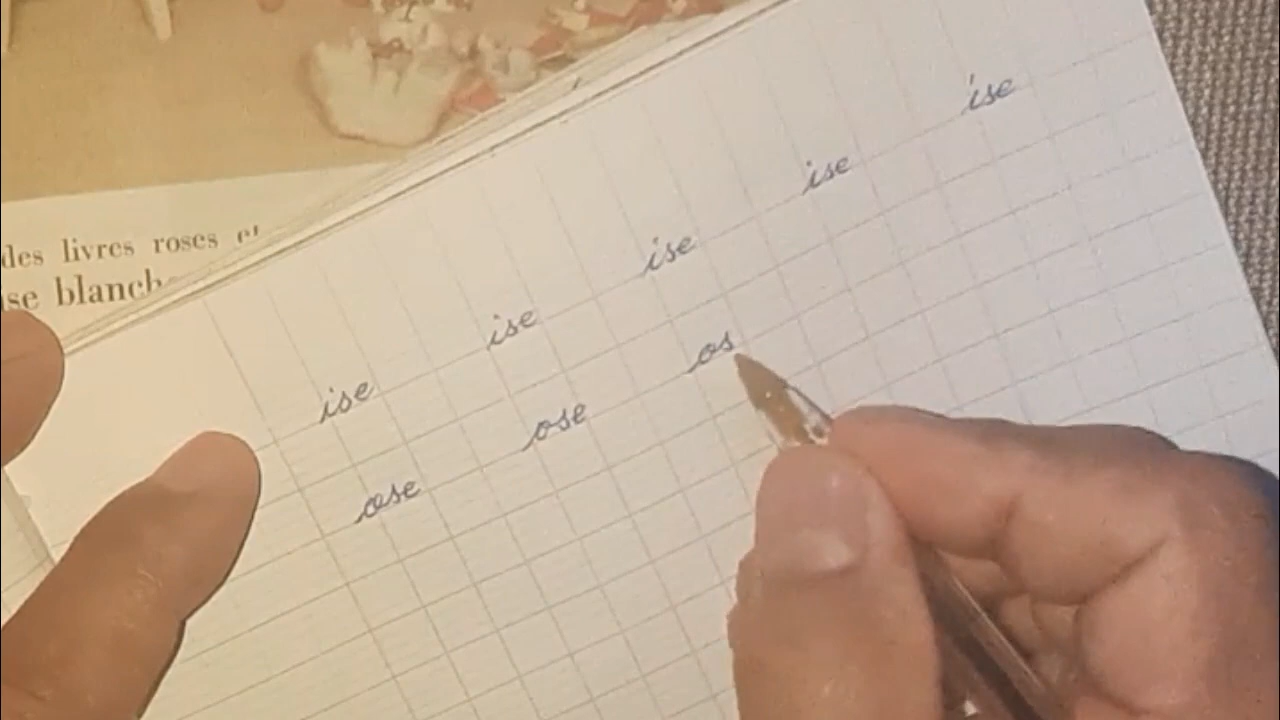 des livres roses et
se blanch
ise ise ise ise ise
ose ose os